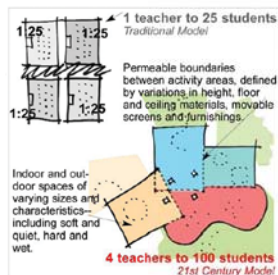 1 teacher to 25 students
Traditional Model
1:25
1:25
1:25
1:25
Permeable boundaries
between activity areas, defined
by variations in height, floor
and ceiling materials, movable
screens and furnishings.
Indoor and out-
door spaces of
varying sizes and
characteristics--
including soft and
quiet, hard and
wet.
4 teachers to 100 students
21st Century Model